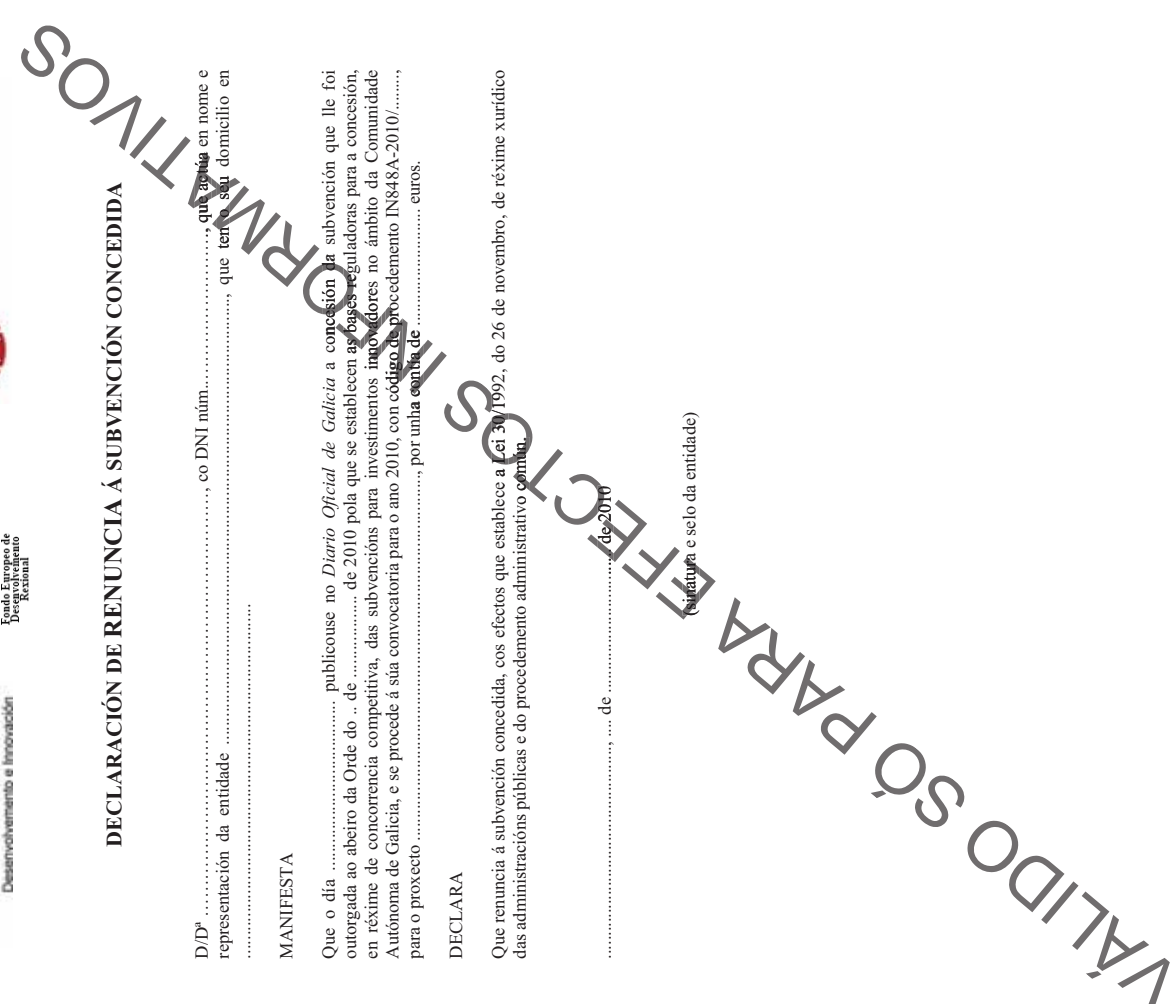 Desenvolvemento e Innovación
Fondo Europeo de
Desenvolvemento
Rexional
DECLARACIÓN DE RENUNCIA Á SUBVENCIÓN CONCEDIDA
D/Dª ……………………………………………………, co DNI núm.……………………, que actúa en nome e
representación da entidade ..............................................................................................., que ten o seu domicilio en
..........................................................................................
MANIFESTA
Que o día ........................................ publicouse no Diario Oficial de Galicia a concesión da subvención que lle foi
outorgada ao abeiro da Orde do .. de ................. de 2010 pola que se establecen as bases reguladoras para a concesión,
en réxime de concorrencia competitiva, das subvencións para investimentos innovadores no ámbito da Comunidade
Autónoma de Galicia, e se procede á súa convocatoria para o ano 2010, con código de procedemento IN848A-2010/.........,
para o proxecto ............................................................................................, por unha contía de .............................. euros.
DECLARA
Que renuncia á subvención concedida, cos efectos que establece a Lei 30/1992, do 26 de novembro, de réxime xurídico
das administracións públicas e do procedemento administrativo común.
......................................................, .... de .................................... de 2010
(sinatura e selo da entidade)
VÁLIDO SÓ PARA EFECTOS INFORMATIVOS